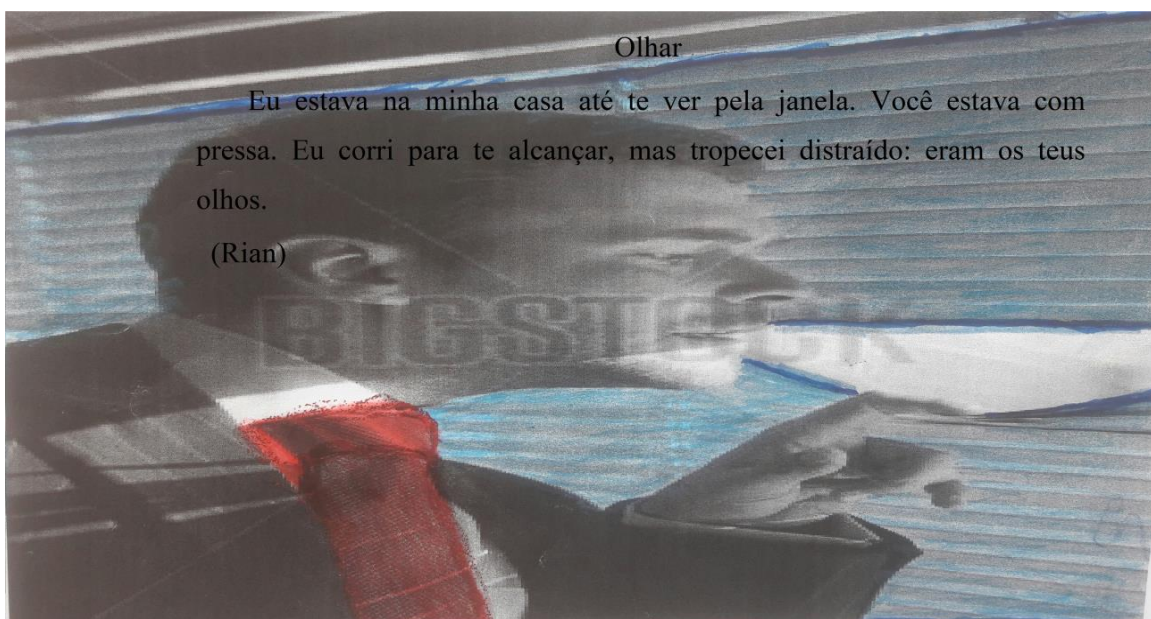 Olhar
Eu estava na minha casa até te ver pela janela. Você estava com
pressa. Eu corri para te alcançar, mas tropecei distraído: eram os teus
olhos.
(Rian)
BIGSTOCK